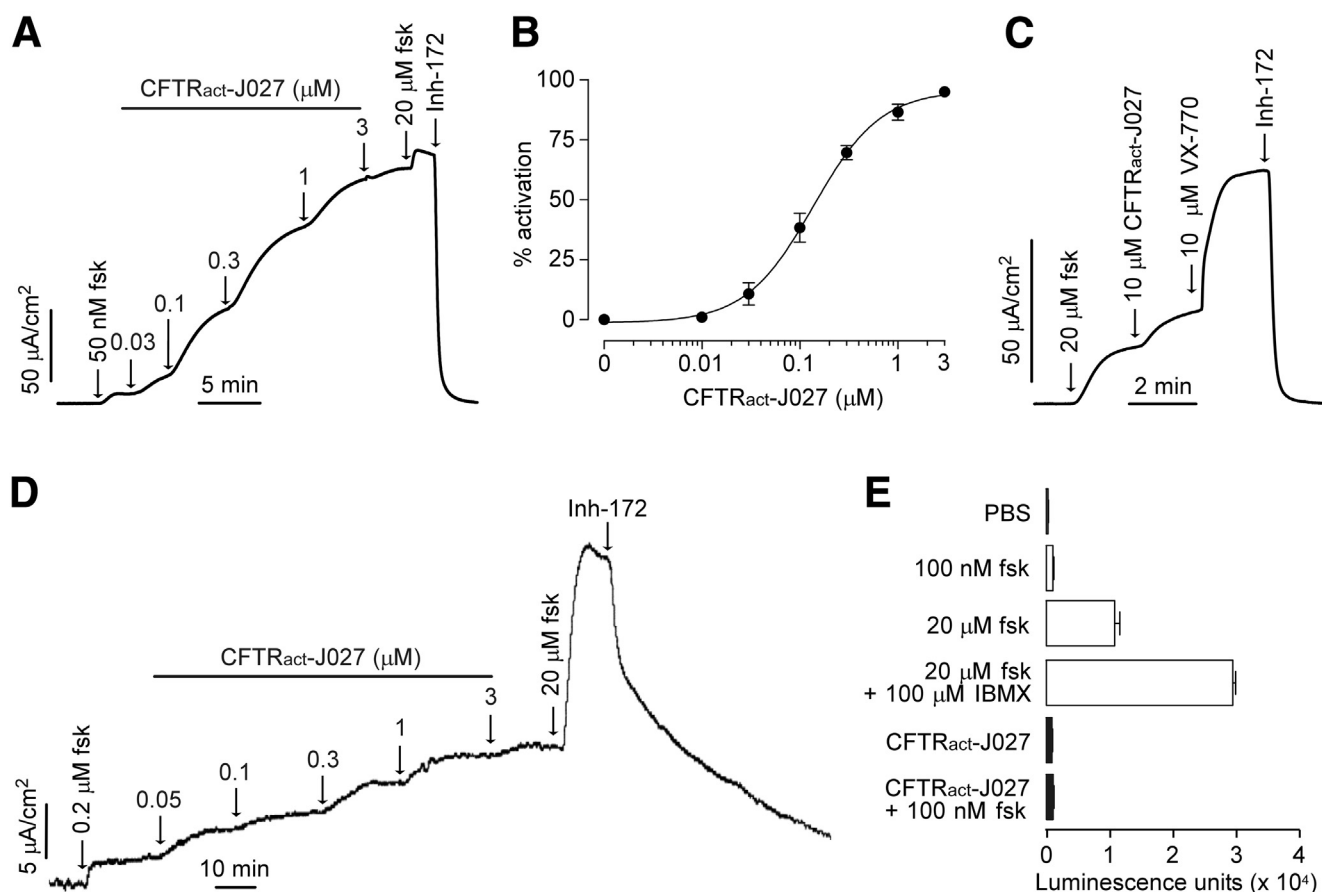 A
CFTRact-J027 (μM)
50 μA/cm2
50 nM fsk
0.03
0.1
0.3
1
3
20 μM fsk
Inh-172
5 min
B
% activation
100
75
50
25
0
0
0.01
0.1
1
3
CFTRact-J027 (μM)
C
50 μA/cm2
20 μM fsk
10 μM CFTRact-J027
10 μM VX-770
Inh-172
2 min
D
CFTRact-J027 (μM)
5 μA/cm2
0.2 μM fsk
0.05
0.1
0.3
1
3
20 μM fsk
Inh-172
10 min
E
PBS
100 nM fsk
20 μM fsk
20 μM fsk
+ 100 μM IBMX
CFTRact-J027
CFTRact-J027
+ 100 nM fsk
0
1
2
3
4
Luminescence units (x 10⁴)